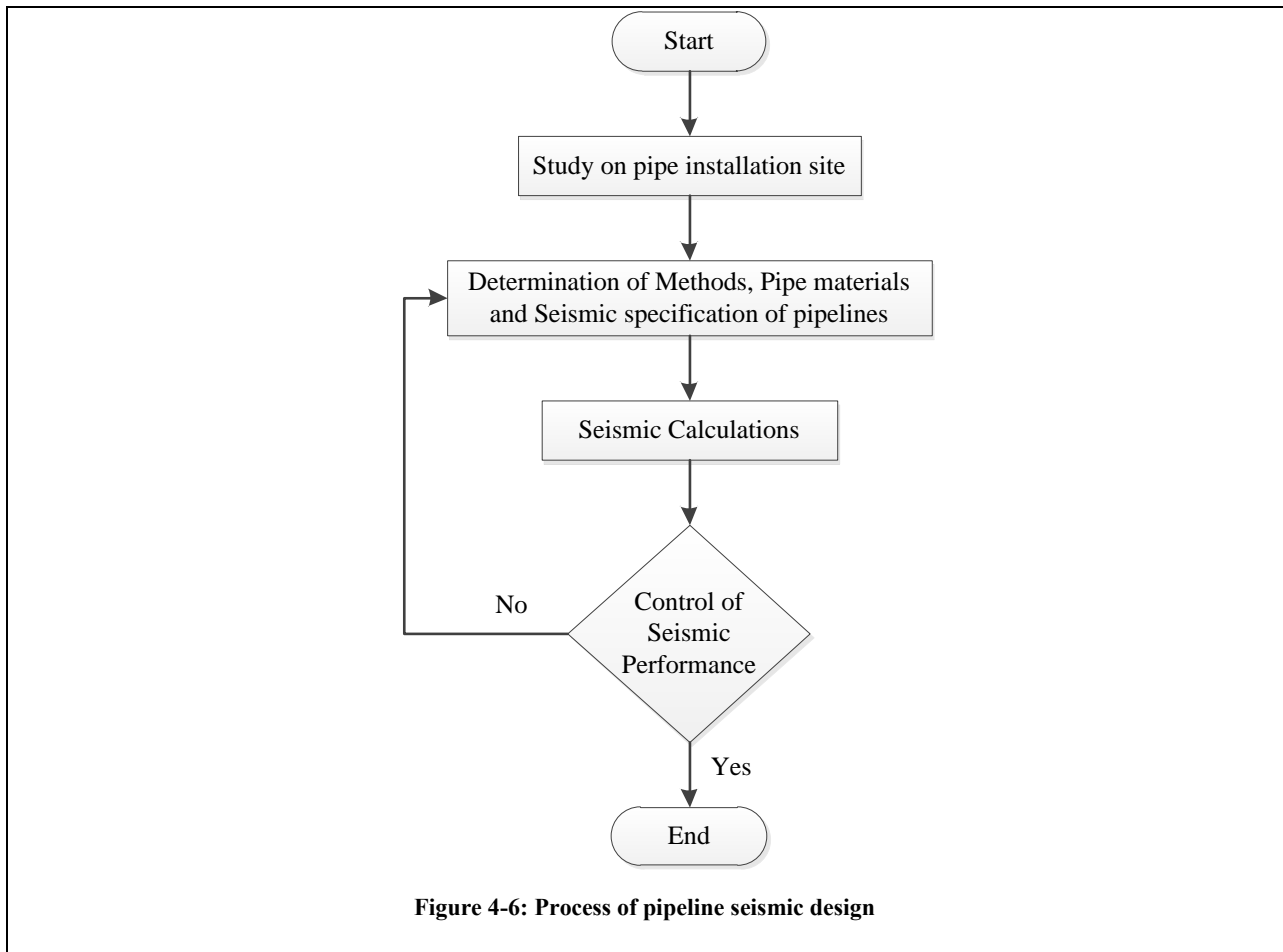 Start
Study on pipe installation site
Determination of Methods, Pipe materials
and Seismic specification of pipelines
Seismic Calculations
No
Control of
Seismic
Performance
Yes
End
Figure 4-6: Process of pipeline seismic design